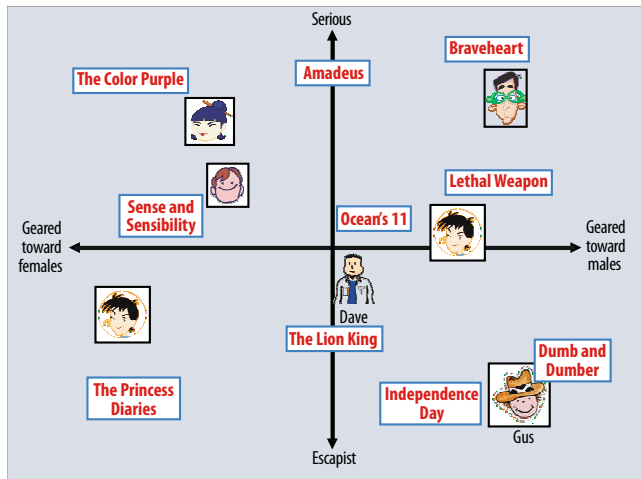 Serious
Braveheart
Amadeus
The Color Purple
Lethal Weapon
Sense and
Sensibility
Ocean's 11
Geared
toward
females
Geared
toward
males
Dave
The Lion King
Dumb and
Dumber
The Princess
Diaries
Independence
Day
Gus
Escapist